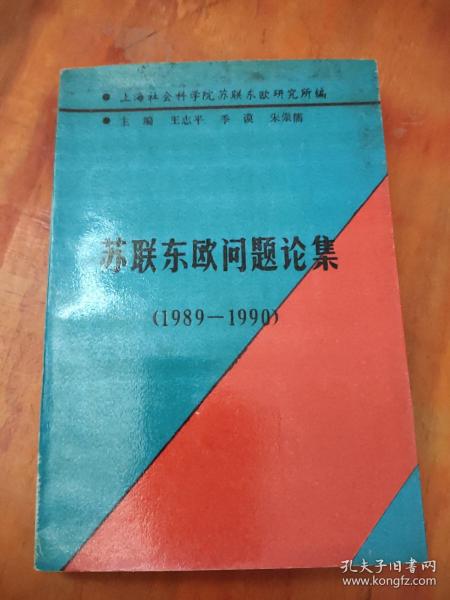 ● 上海社会科学院苏联东欧研究所编
● 主 编 王志平 季谟 朱荣儒
苏联东欧问题论集
(1989—1990)
孔夫子旧书网
www.kongfz.com